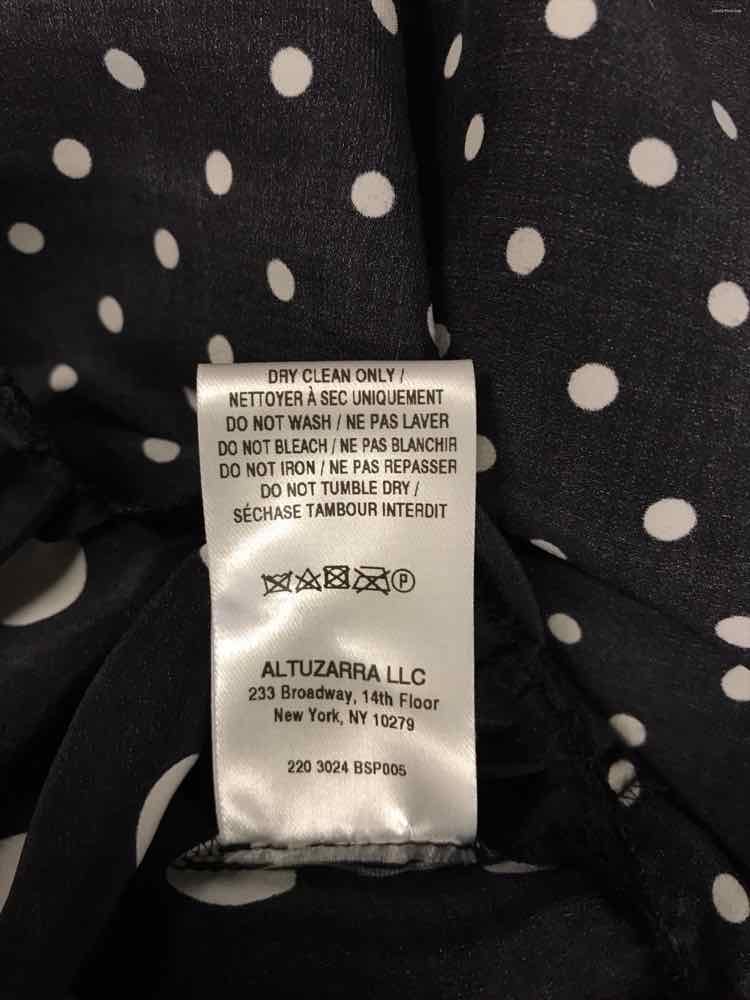 DRY CLEAN ONLY /
NETTOYER À SEC UNIQUEMENT
DO NOT WASH / NE PAS LAVER
DO NOT BLEACH / NE PAS BLANCHIR
DO NOT IRON / NE PAS REPASSER
DO NOT TUMBLE DRY /
SÉCHASE TAMBOUR INTERDIT
P
ALTUZARRA LLC
233 Broadway, 14th Floor
New York, NY 10279
220 3024 BSP005